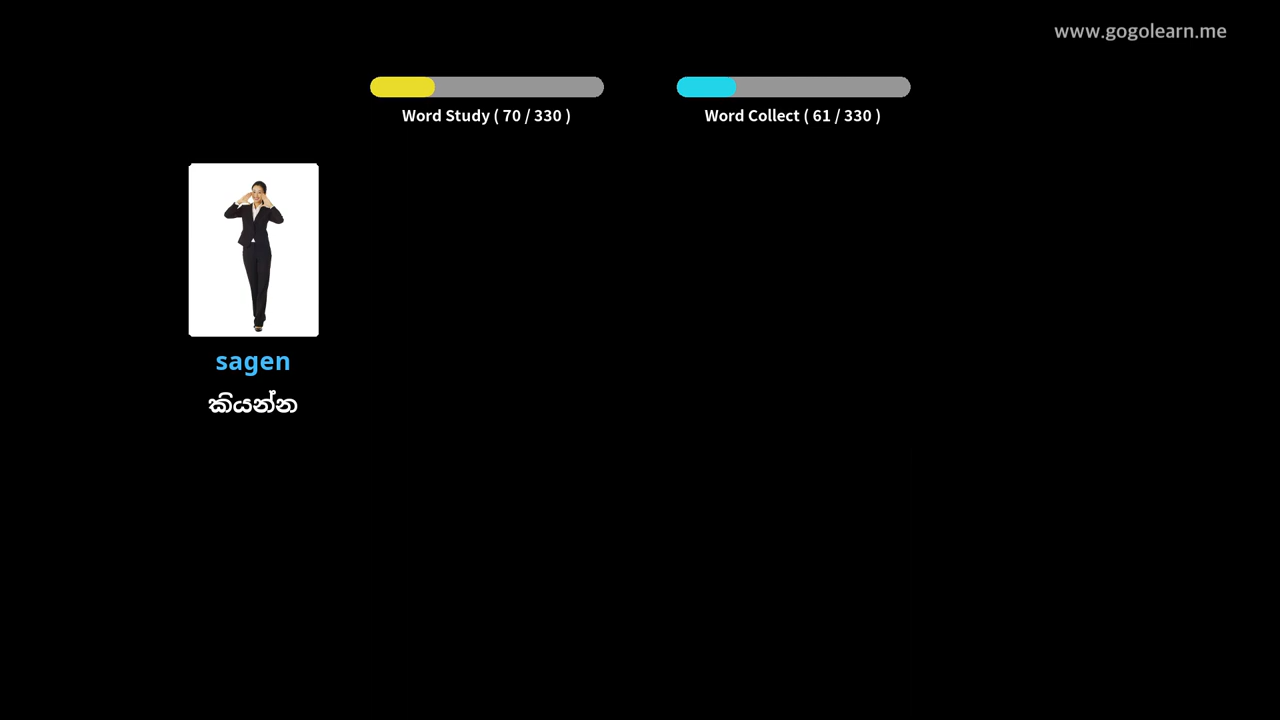 www.gogolearn.me
Word Study ( 70 / 330 )
Word Collect ( 61 / 330 )
sagen
කියන්න